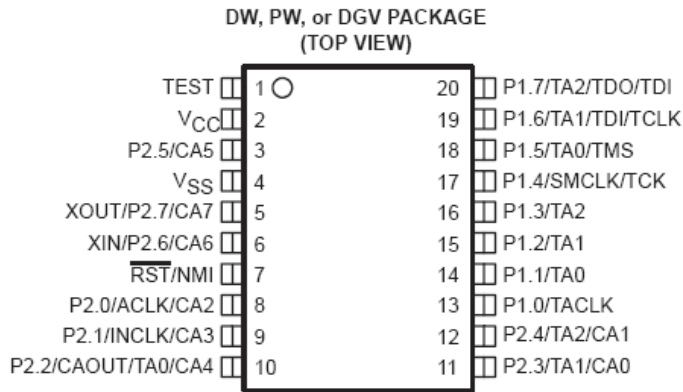 DW, PW, or DGV PACKAGE
(TOP VIEW)
TEST 1 20 P1.7/TA2/TDO/TDI
VCC 2 19 P1.6/TA1/TDI/TCLK
P2.5/CA5 3 18 P1.5/TA0/TMS
VSS 4 17 P1.4/SMCLK/TCK
XOUT/P2.7/CA7 5 16 P1.3/TA2
XIN/P2.6/CA6 6 15 P1.2/TA1
RST/NMI 7 14 P1.1/TA0
P2.0/ACLK/CA2 8 13 P1.0/TACLK
P2.1/INCLK/CA3 9 12 P2.4/TA2/CA1
P2.2/CAOUT/TA0/CA4 10 11 P2.3/TA1/CA0